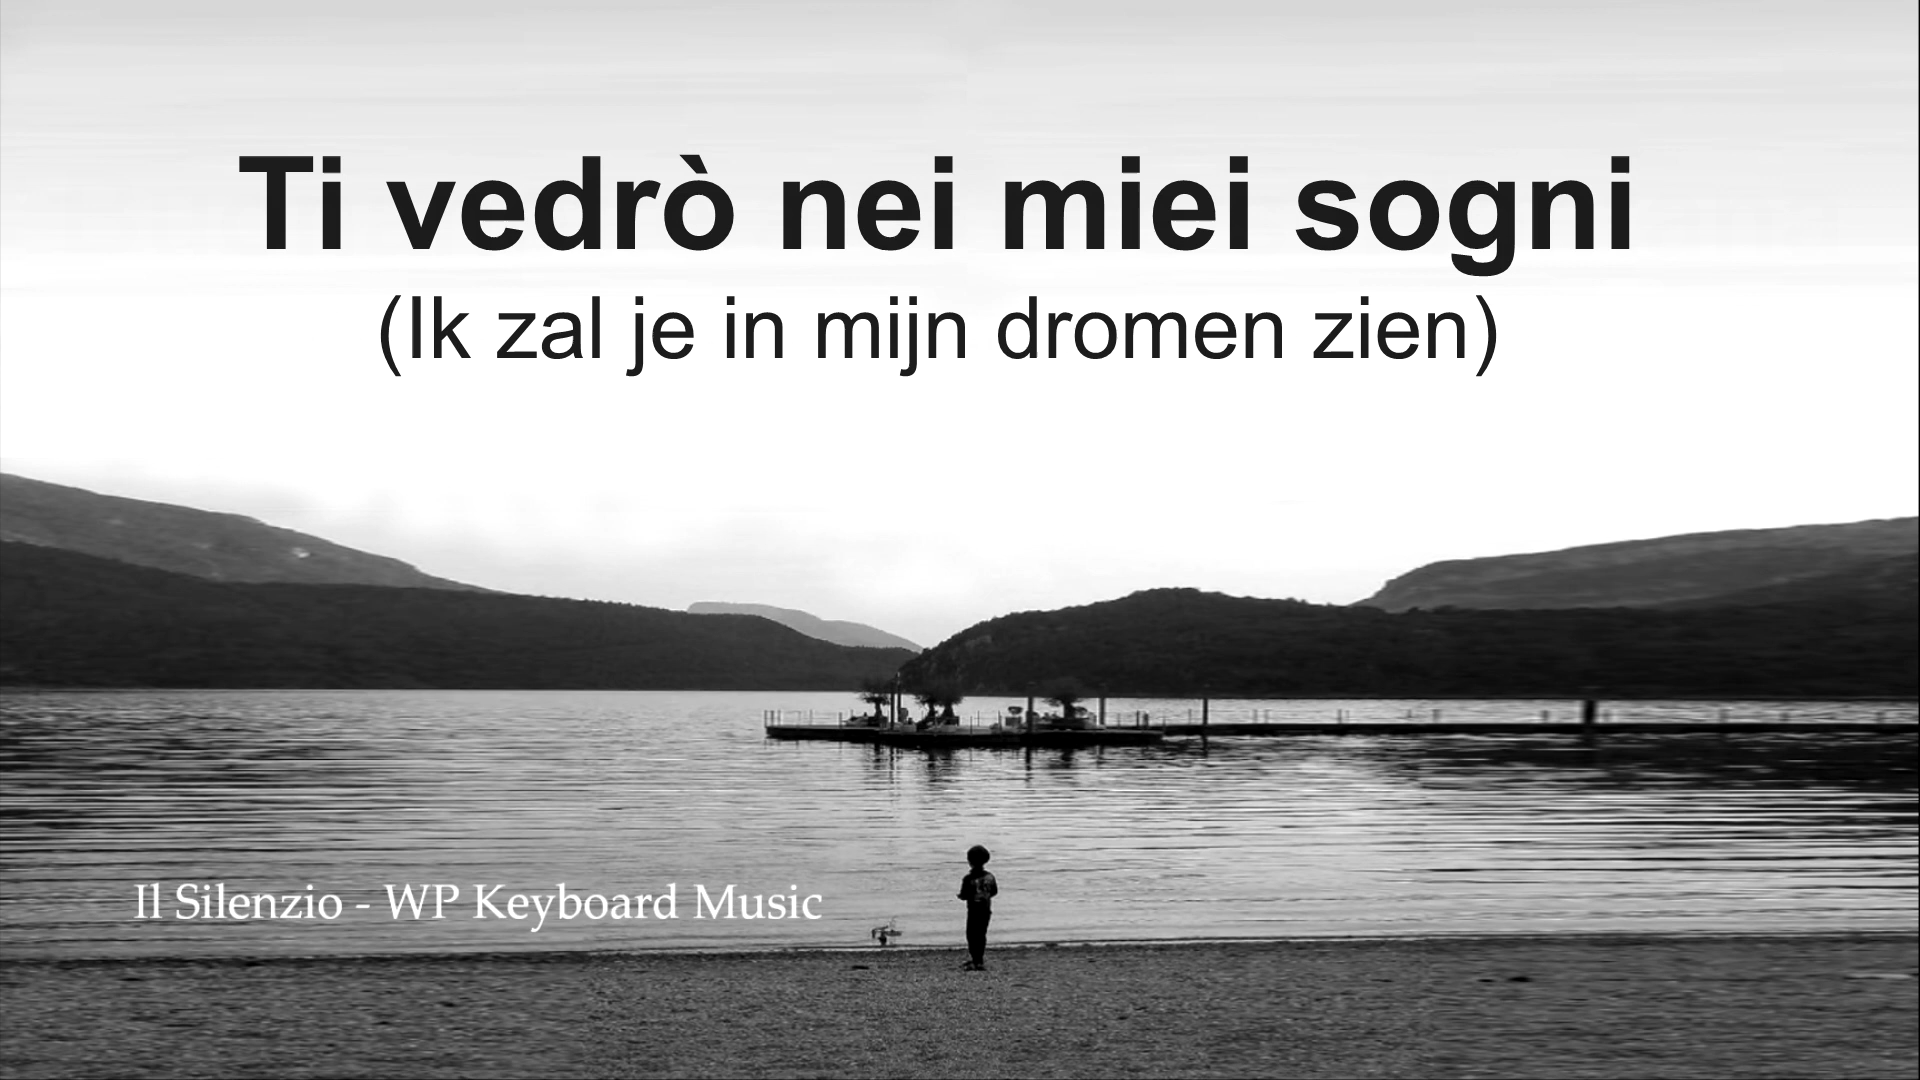 Ti vedrò nei miei sogni
(Ik zal je in mijn dromen zien)
Il Silenzio - WP Keyboard Music